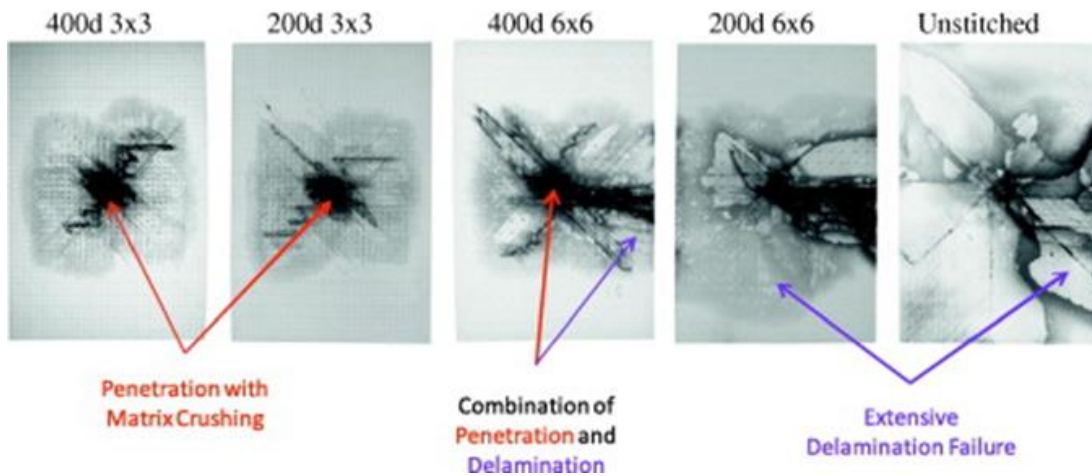 400d 3x3
200d 3x3
400d 6x6
200d 6x6
Unstitched
Penetration with
Matrix Crushing
Combination of
Penetration and
Delamination
Extensive
Delamination Failure